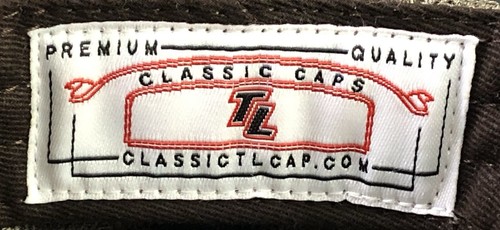 PREMIUM QUALITY
CLASSIC CAPS
TL
CLASSICTLCAP.COM